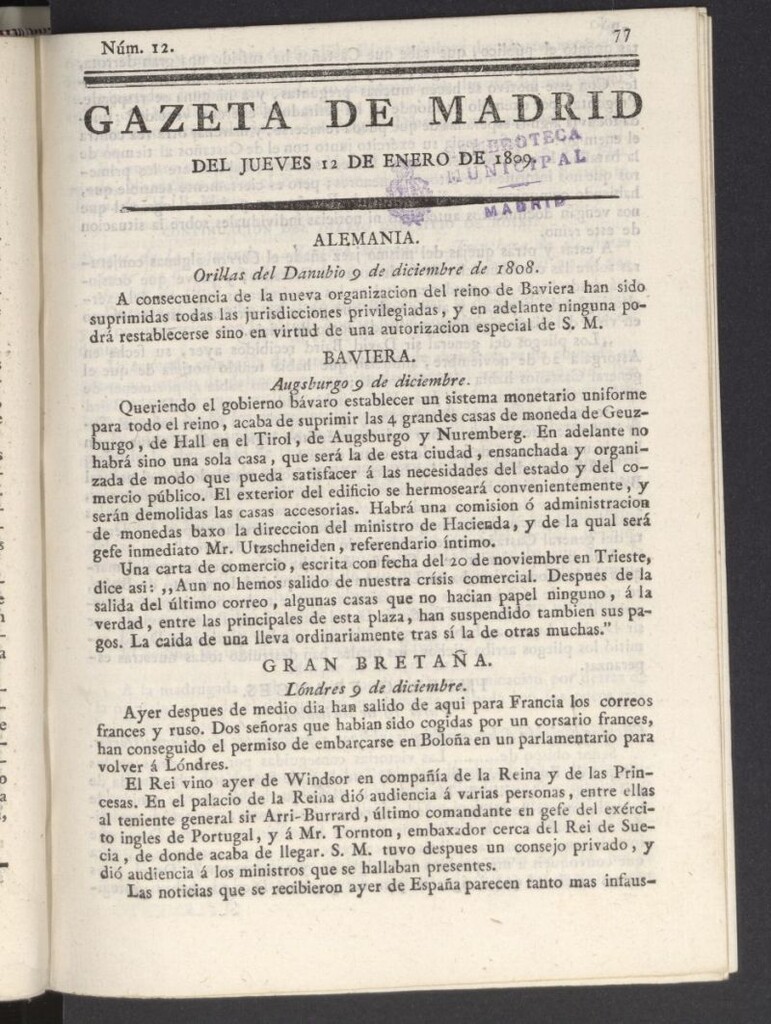 Núm. 12.
77
GAZETA DE MADRID
DEL JUEVES 12 DE ENERO DE 1809.
BIBLIOTECA
MUNICIPAL
MADRID
ALEMANIA.
Orillas del Danubio 9 de diciembre de 1808.
A consecuencia de la nueva organizacion del reino de Baviera han sido
suprimidas todas las jurisdicciones privilegiadas, y en adelante ninguna po-
drá restablecerse sino en virtud de una autorizacion especial de S. M.
BAVIERA.
Augsburgo 9 de diciembre.
Queriendo el gobierno bávaro establecer un sistema monetario uniforme
para todo el reino, acaba de suprimir las 4 grandes casas de moneda de Geuz-
burgo, de Hall en el Tirol, de Augsburgo y Nuremberg. En adelante no
habrá sino una sola casa, que será la de esta ciudad, ensanchada y organi-
zada de modo que pueda satisfacer á las necesidades del estado y del co-
mercio público. El exterior del edificio se hermoseará convenientemente, y
serán demolidas las casas accesorias. Habrá una comision ó administracion
de monedas baxo la direccion del ministro de Hacienda, y de la qual será
gefe inmediato Mr. Utzschneiden, referendario íntimo.
Una carta de comercio, escrita con fecha del 20 de noviembre en Trieste,
dice asi: ,,Aun no hemos salido de nuestra crísis comercial. Despues de la
salida del último correo, algunas casas que no hacian papel ninguno, á la
verdad, entre las principales de esta plaza, han suspendido tambien sus pa-
gos. La caida de una lleva ordinariamente tras sí la de otras muchas."
GRAN BRETAÑA.
Lóndres 9 de diciembre.
Ayer despues de medio dia han salido de aqui para Francia los correos
frances y ruso. Dos señoras que habian sido cogidas por un corsario frances,
han conseguido el permiso de embarcarse en Boloña en un parlamentario para
volver á Lóndres.
El Rei vino ayer de Windsor en compañía de la Reina y de las Prin-
cesas. En el palacio de la Reina dió audiencia á varias personas, entre ellas
al teniente general sir Arri-Burrard, último comandante en gefe del exérci-
to ingles de Portugal, y á Mr. Tornton, embaxador cerca del Rei de Sue-
cia, de donde acaba de llegar. S. M. tuvo despues un consejo privado, y
dió audiencia á los ministros que se hallaban presentes.
Las noticias que se recibieron ayer de España parecen tanto mas infaus-